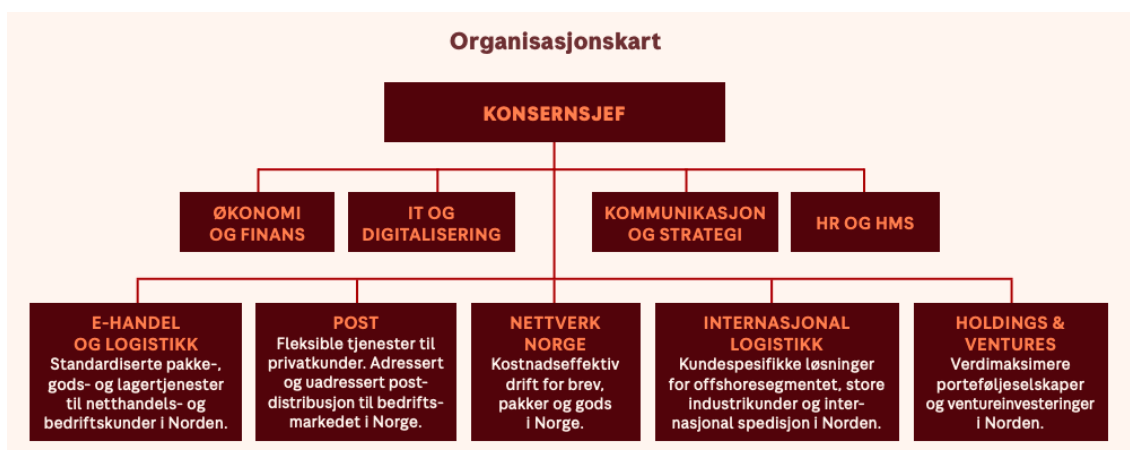 Organisasjonskart
KONSERNSJEF
ØKONOMI
OG FINANS
IT OG
DIGITALISERING
KOMMUNIKASJON
OG STRATEGI
HR OG HMS
E-HANDEL
OG LOGISTIKK
Standardiserte pakke-,
gods- og lagertjenester
til netthandels- og
bedriftskunder i Norden.
POST
Fleksible tjenester til
privatkunder. Adressert
og uadressert post-
distribusjon til bedrifts-
markedet i Norge.
NETTVERK
NORGE
Kostnadseffektiv
drift for brev,
pakker og gods
i Norge.
INTERNASJONAL
LOGISTIKK
Kundespesifikke løsninger
for offshoresegmentet, store
industrikunder og inter-
nasjonal spedisjon i Norden.
HOLDINGS &
VENTURES
Verdimaksimere
porteføljeselskaper
og ventureinvesteringer
i Norden.